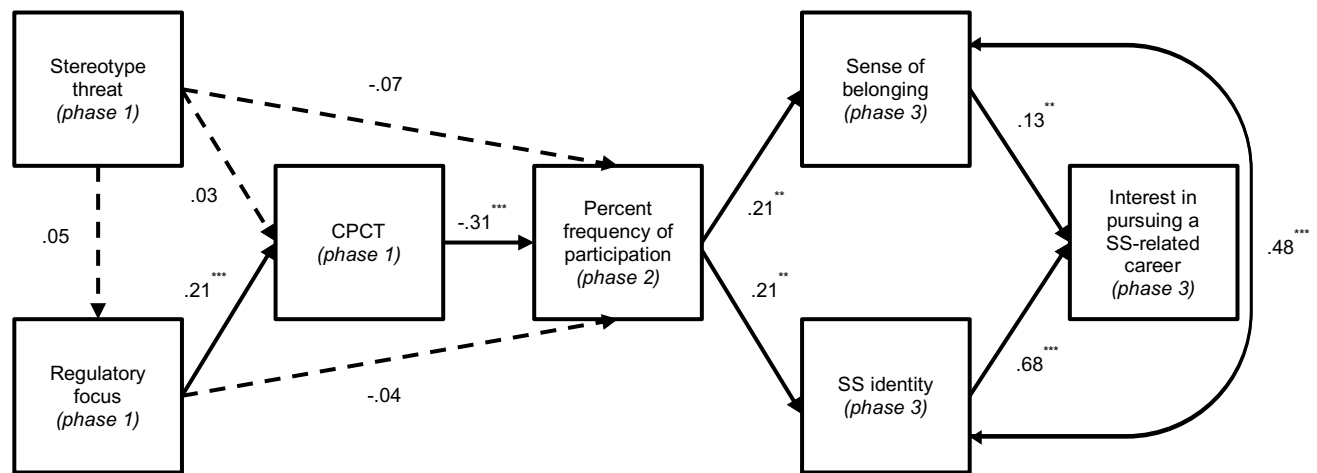 Stereotype
threat
(phase 1)
-.07
.03
.05
CPCT
(phase 1)
-.31***
.21***
Regulatory
focus
(phase 1)
-.04
Percent
frequency of
participation
(phase 2)
.21**
.21**
Sense of
belonging
(phase 3)
.13**
SS identity
(phase 3)
.68***
Interest in
pursuing a
SS-related
career
(phase 3)
.48***